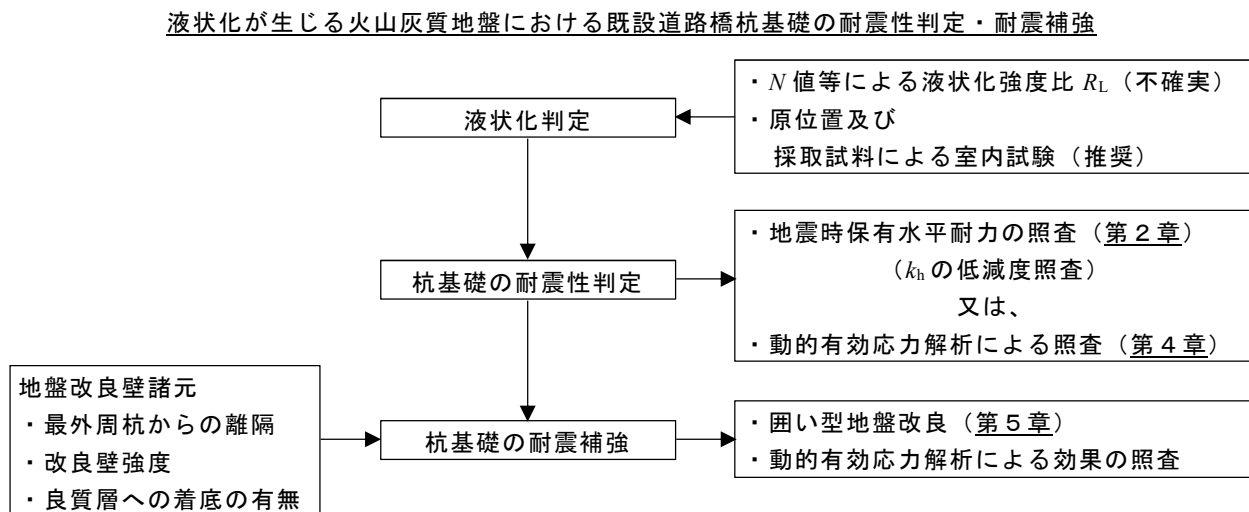 液状化が生じる火山灰質地盤における既設道路橋杭基礎の耐震性判定・耐震補強
液状化判定
・N 値等による液状化強度比 RL（不確実）
・原位置及び
採取試料による室内試験（推奨）
杭基礎の耐震性判定
・地震時保有水平耐力の照査（第２章）
（khの低減度照査）
又は、
・動的有効応力解析による照査（第４章）
地盤改良壁諸元
・最外周杭からの離隔
・改良壁強度
・良質層への着底の有無
杭基礎の耐震補強
・囲い型地盤改良（第５章）
・動的有効応力解析による効果の照査